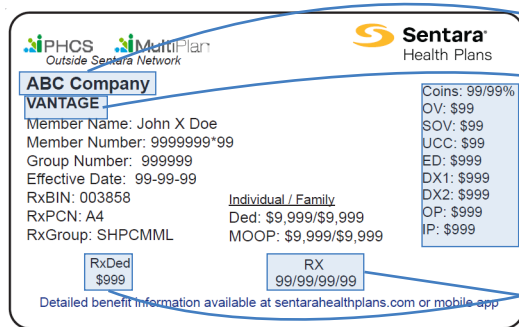 PHCS MultiPlan
Outside Sentara Network
Sentara
Health Plans
ABC Company
VANTAGE
Member Name: John X Doe
Member Number: 9999999*99
Group Number: 999999
Effective Date: 99-99-99
RxBIN: 003858
RxPCN: A4
RxGroup: SHPCMML
Individual / Family
Ded: $9,999/$9,999
MOOP: $9,999/$9,999
Coins: 99/99%
OV: $99
SOV: $99
UCC: $99
ED: $999
DX1: $999
DX2: $999
OP: $999
IP: $999
RxDed
$999
RX
99/99/99/99
Detailed benefit information available at sentarahealthplans.com or mobile app